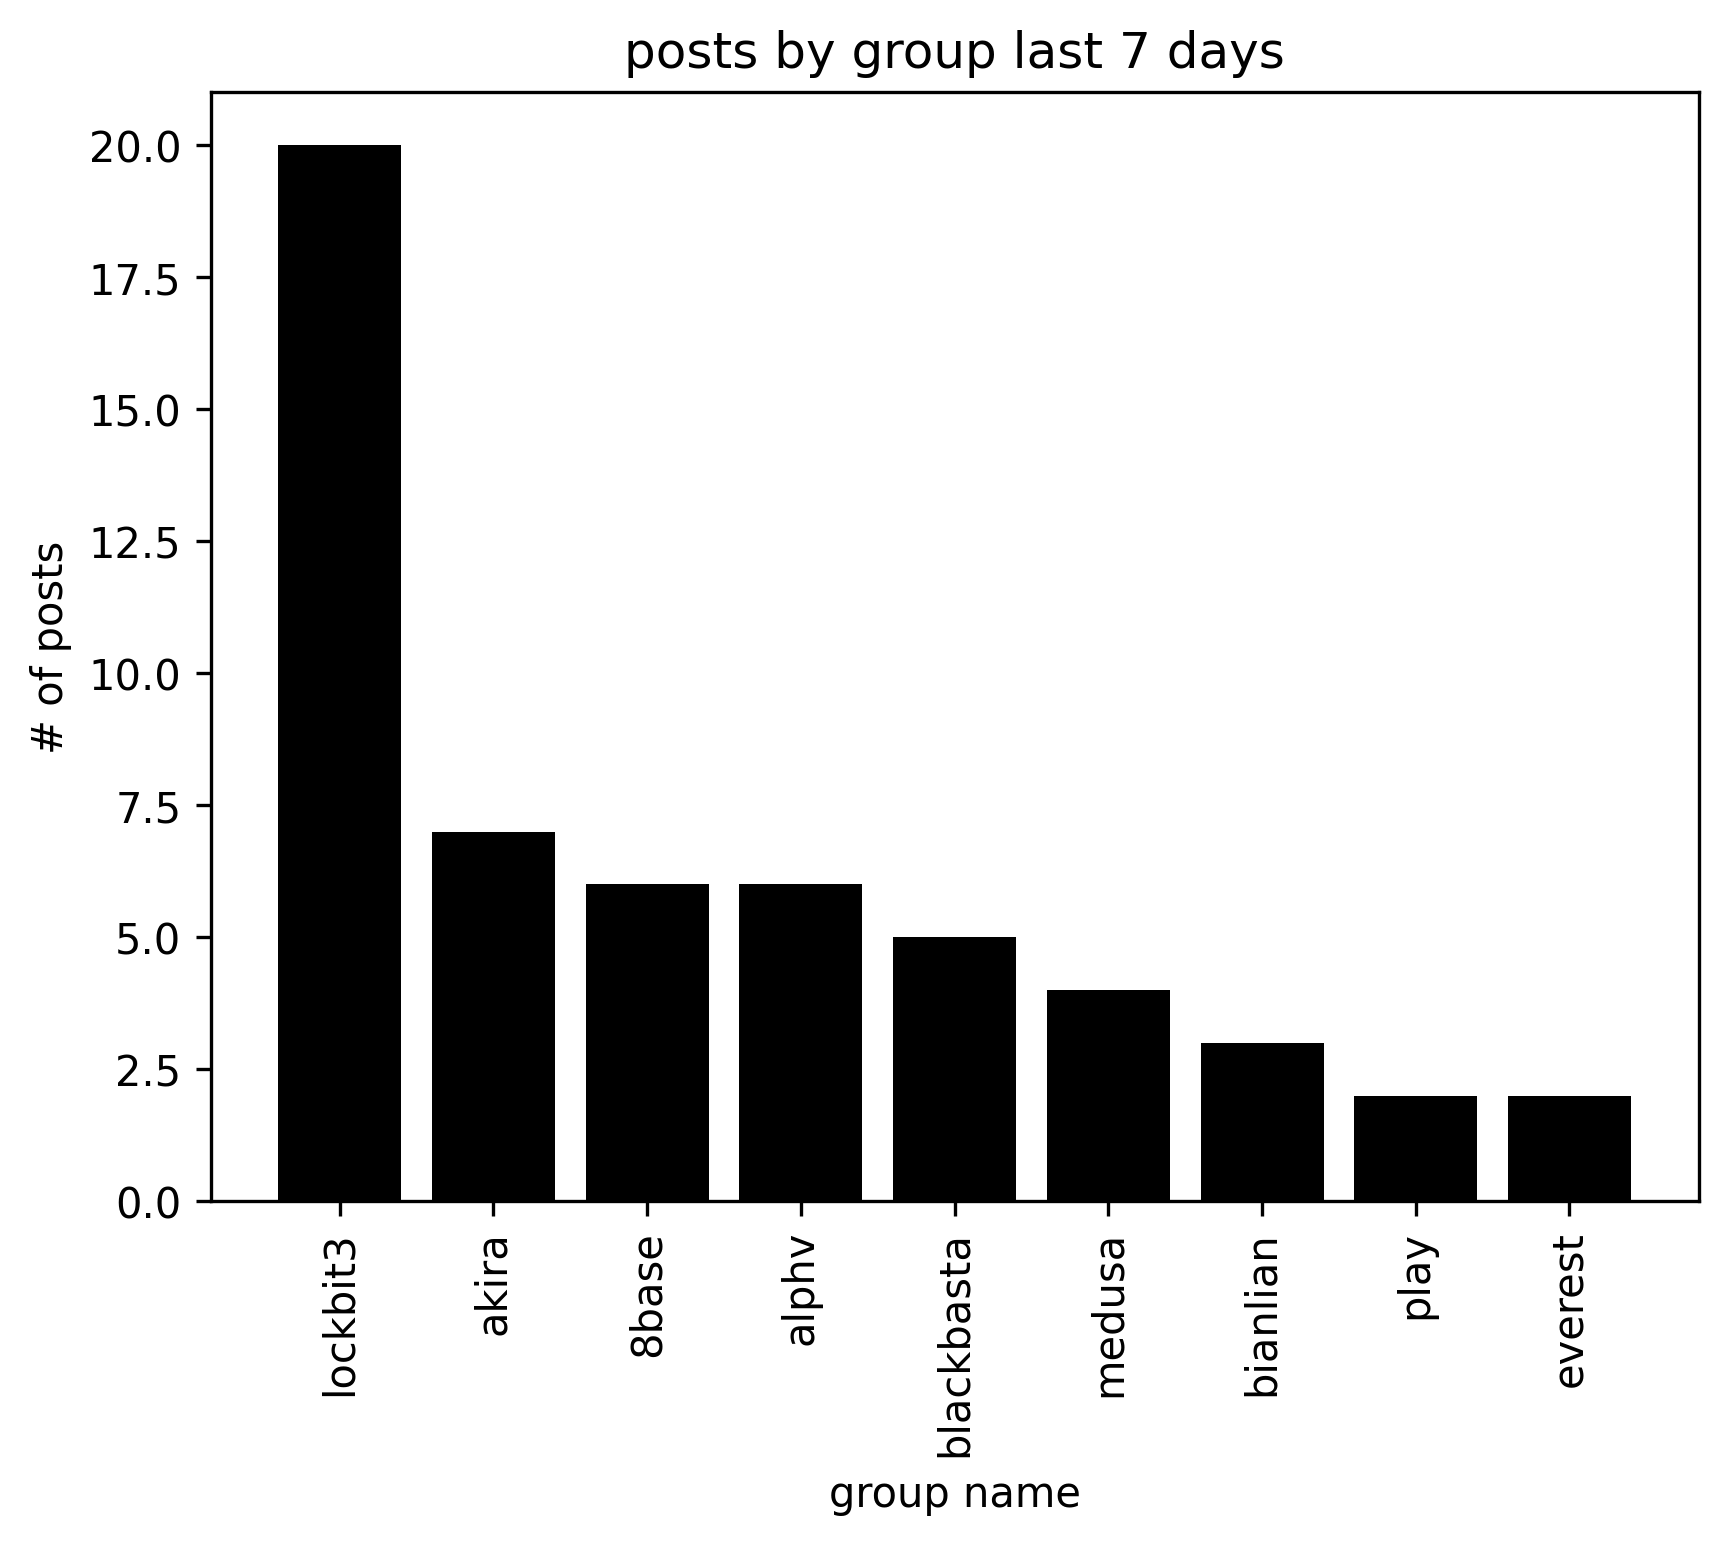 posts by group last 7 days
20.0
17.5
15.0
12.5
10.0
7.5
5.0
2.5
0.0
# of posts
lockbit3
akira
8base
alphv
blackbasta
medusa
bianlian
play
everest
group name